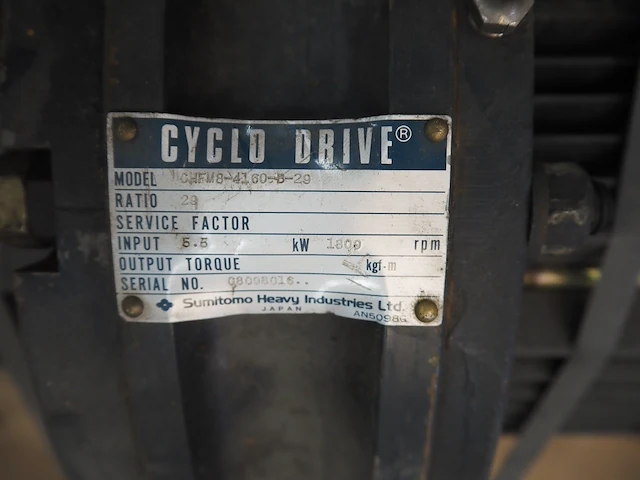 CYCLO DRIVE®
MODEL CHFM8-4160-B-29
RATIO 29
SERVICE FACTOR
INPUT 5.5 kW 1800 rpm
OUTPUT TORQUE kgf·m
SERIAL NO.
Sumitomo Heavy Industries Ltd.
JAPAN